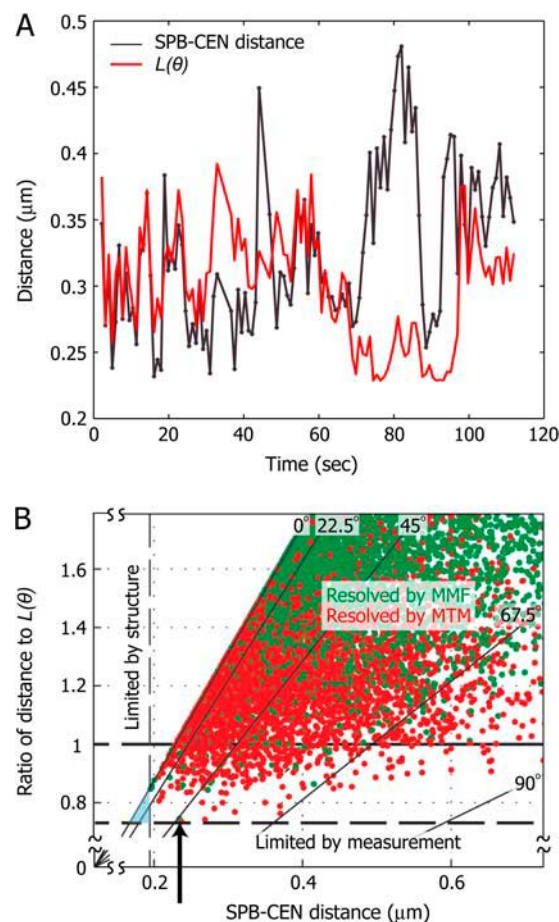 A
SPB-CEN distance
L(θ)
0.5
0.45
0.4
0.35
0.3
0.25
0.2
Distance (μm)
0 20 40 60 80 100 120
Time (sec)
B
0° 22.5° 45°
67.5°
90°
Resolved by MMF
Resolved by MTM
Limited by structure
Limited by measurement
1.6
1.4
1.2
1
0.8
0
Ratio of distance to L(θ)
0.2 0.4 0.6
SPB-CEN distance (μm)